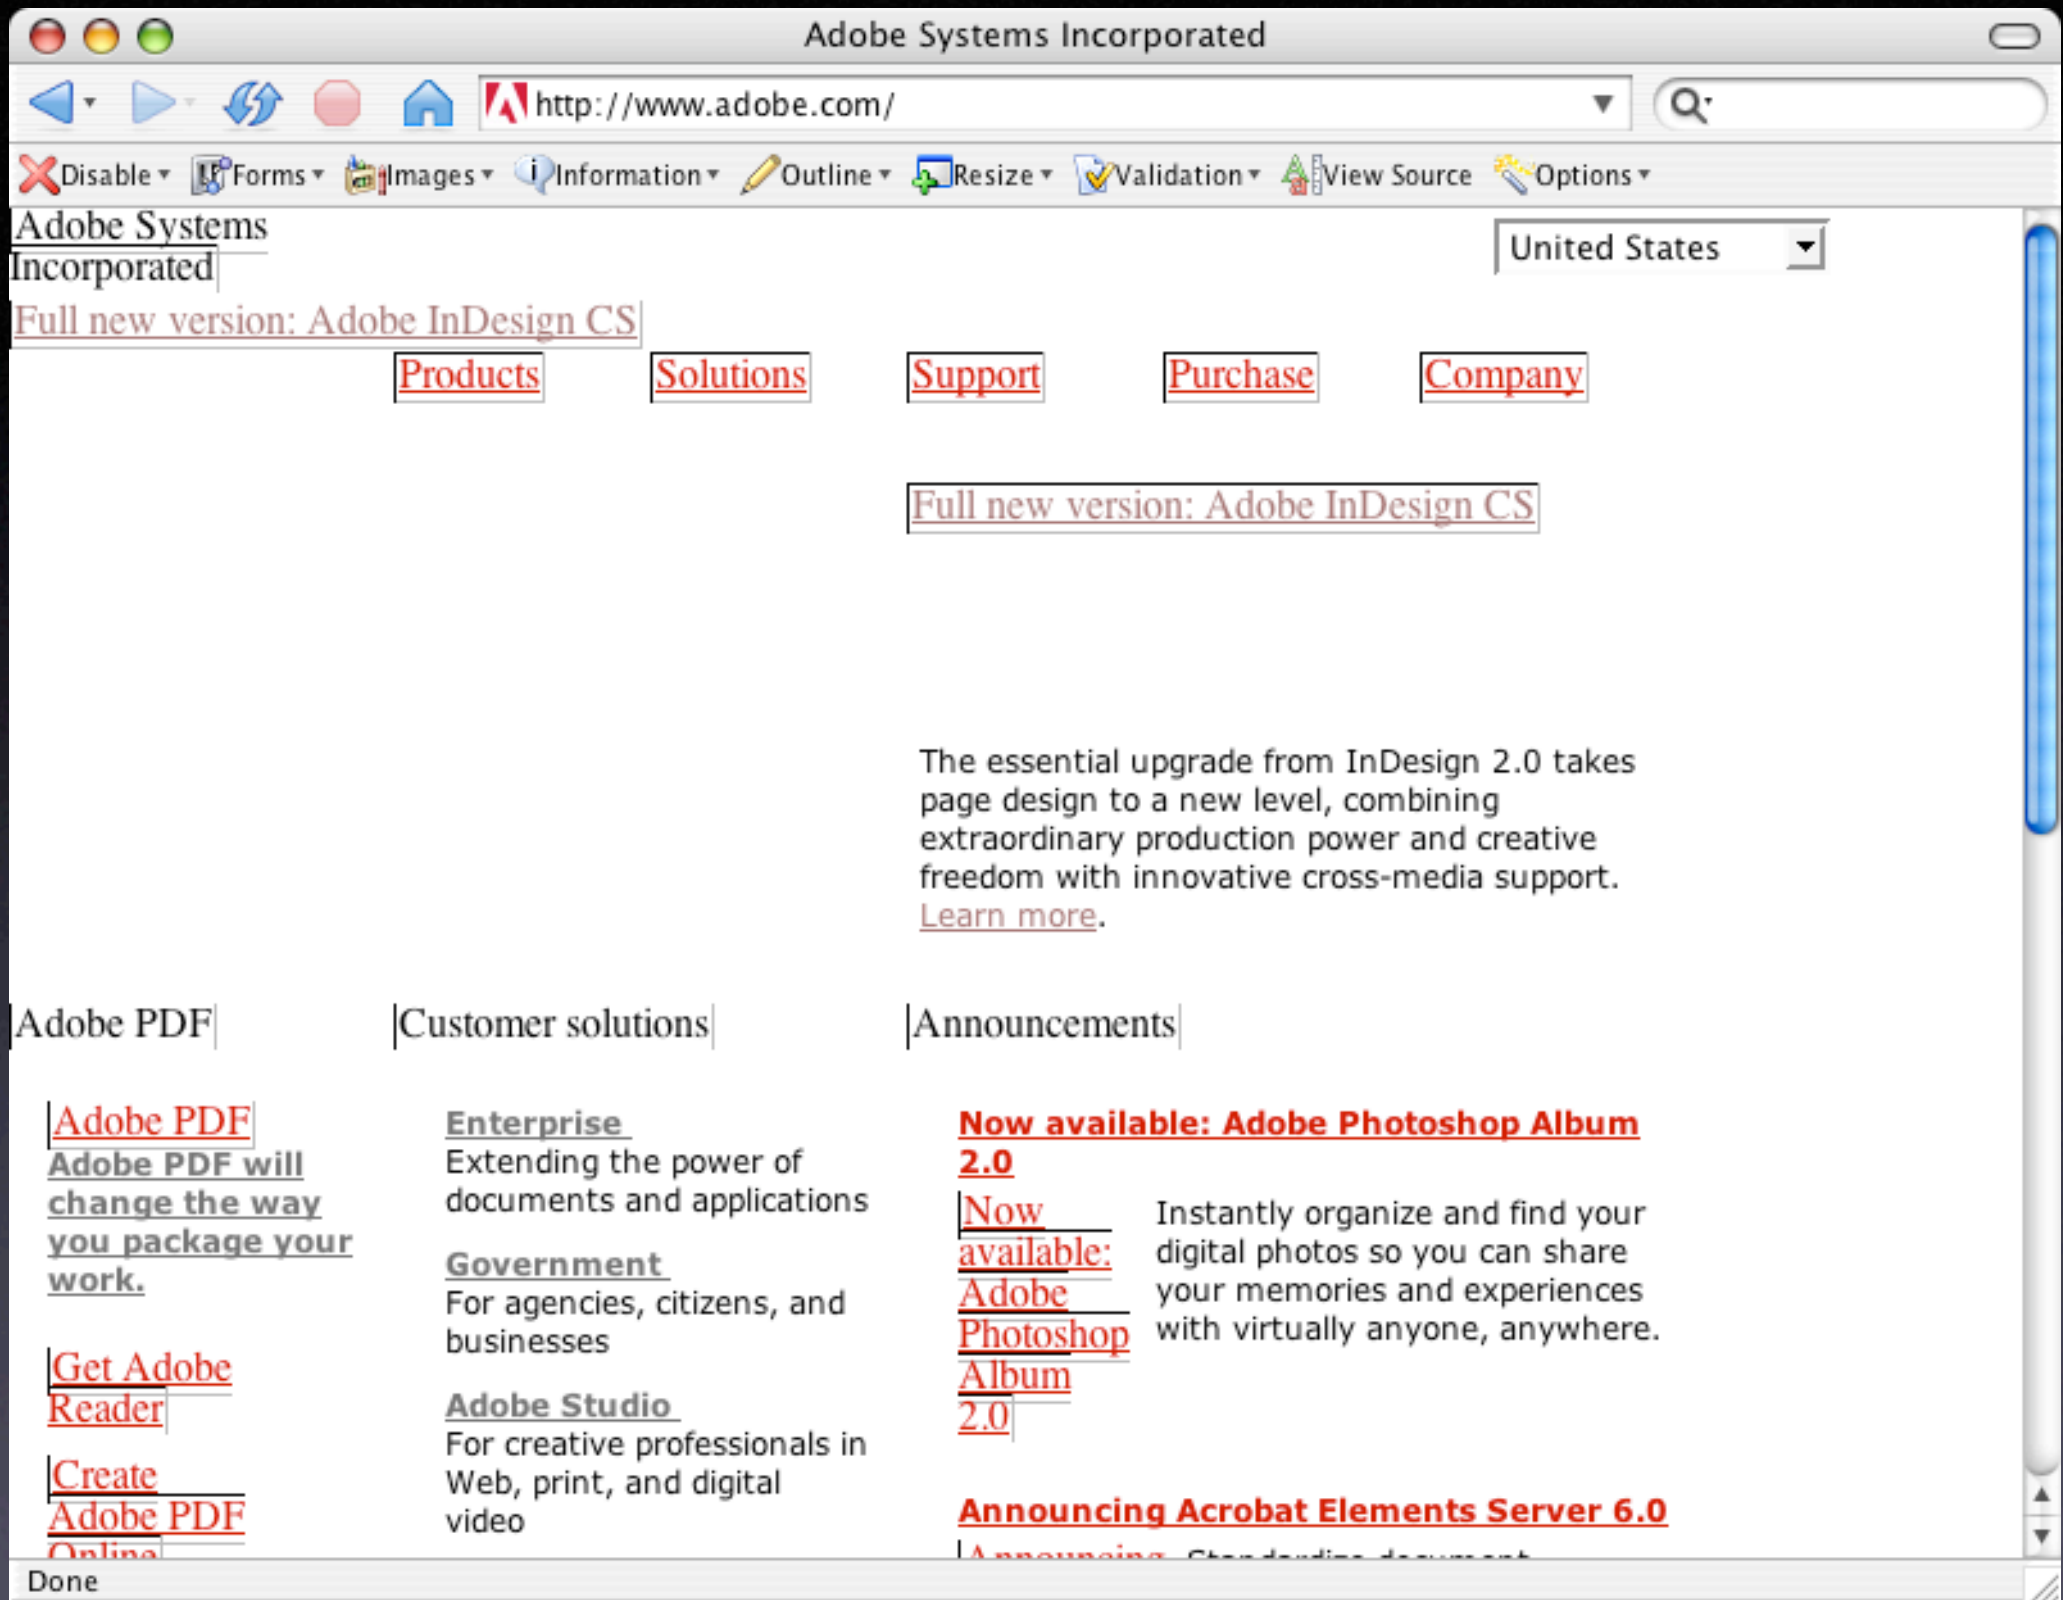 Adobe Systems Incorporated
http://www.adobe.com/
Disable Forms Images Information Outline Resize Validation View Source Options
Adobe Systems
Incorporated
United States
Full new version: Adobe InDesign CS
Products Solutions Support Purchase Company
Full new version: Adobe InDesign CS
The essential upgrade from InDesign 2.0 takes
page design to a new level, combining
extraordinary production power and creative
freedom with innovative cross-media support.
Learn more.
Adobe PDF
Adobe PDF
Adobe PDF will
change the way
you package your
work.
Get Adobe
Reader
Create
Adobe PDF
Online
Customer solutions
Enterprise
Extending the power of
documents and applications
Government
For agencies, citizens, and
businesses
Adobe Studio
For creative professionals in
Web, print, and digital
video
Announcements
Now available: Adobe Photoshop Album
2.0
Now
available:
Adobe
Photoshop
Album
2.0
Instantly organize and find your
digital photos so you can share
your memories and experiences
with virtually anyone, anywhere.
Announcing Acrobat Elements Server 6.0
Announcing
Standardize document
Done